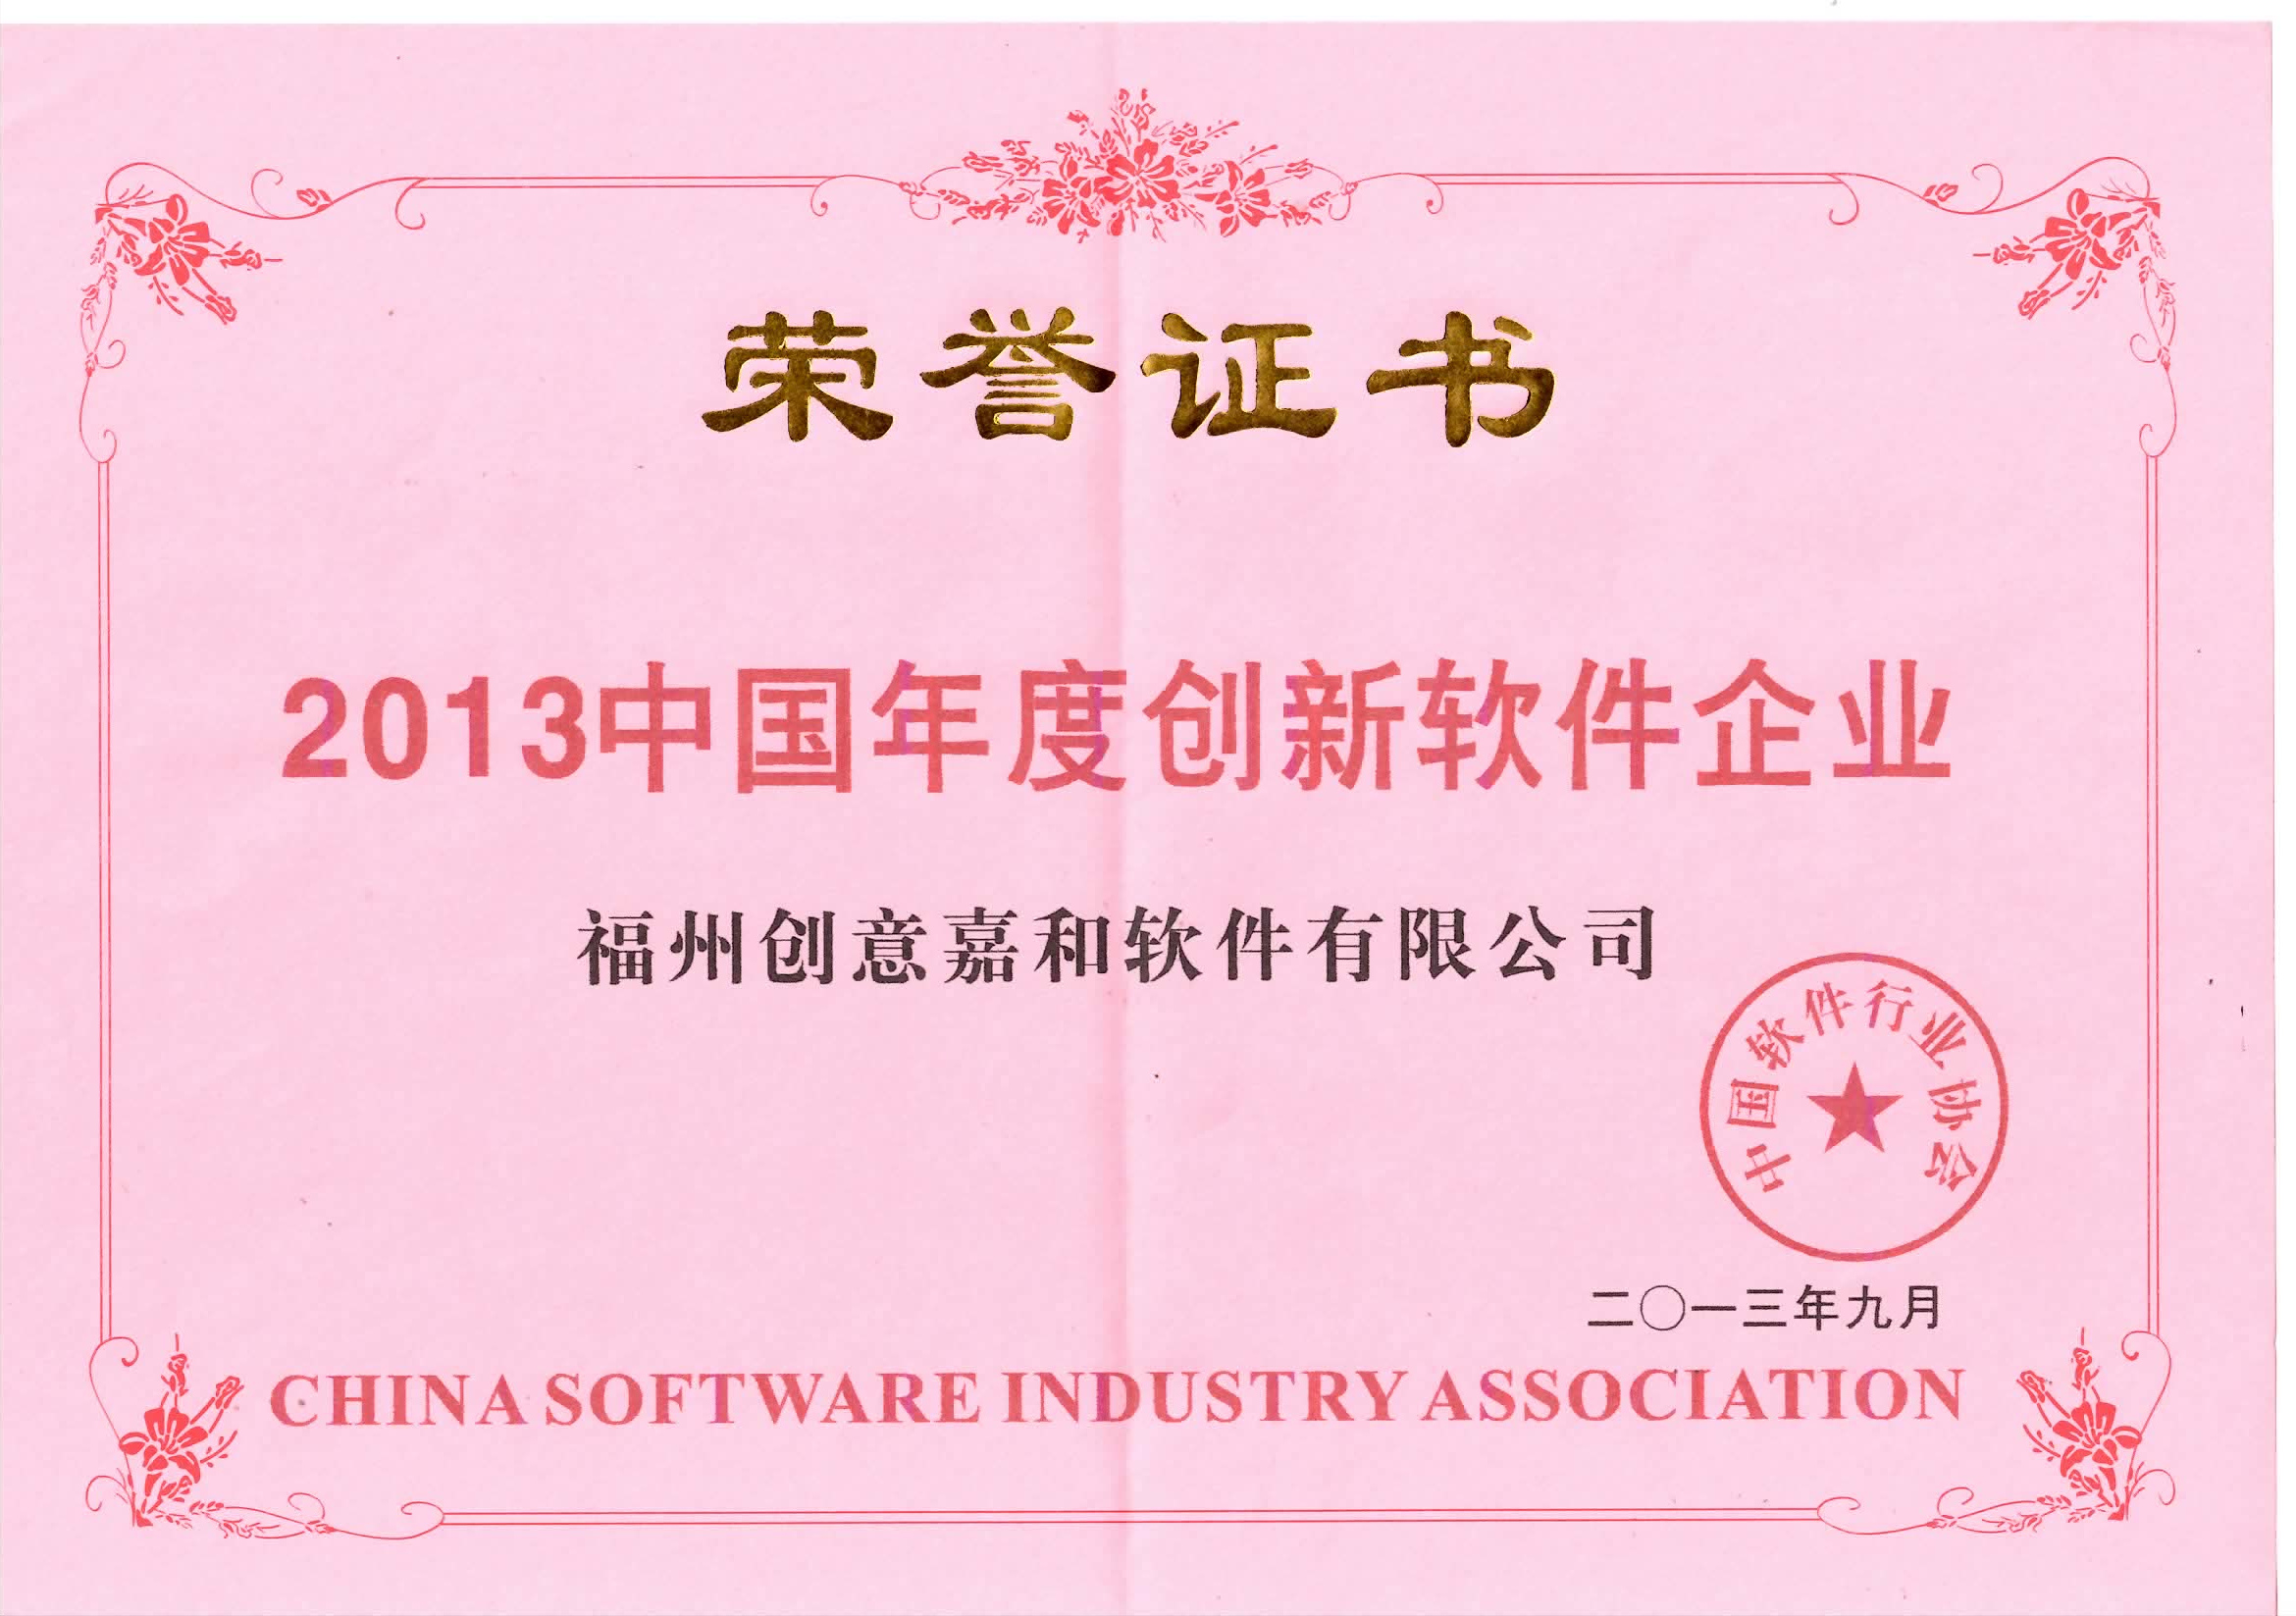 荣誉证书
2013中国年度创新软件企业
福州创意嘉和软件有限公司
中国软件行业协会
二〇一三年九月
CHINA SOFTWARE INDUSTRY ASSOCIATION